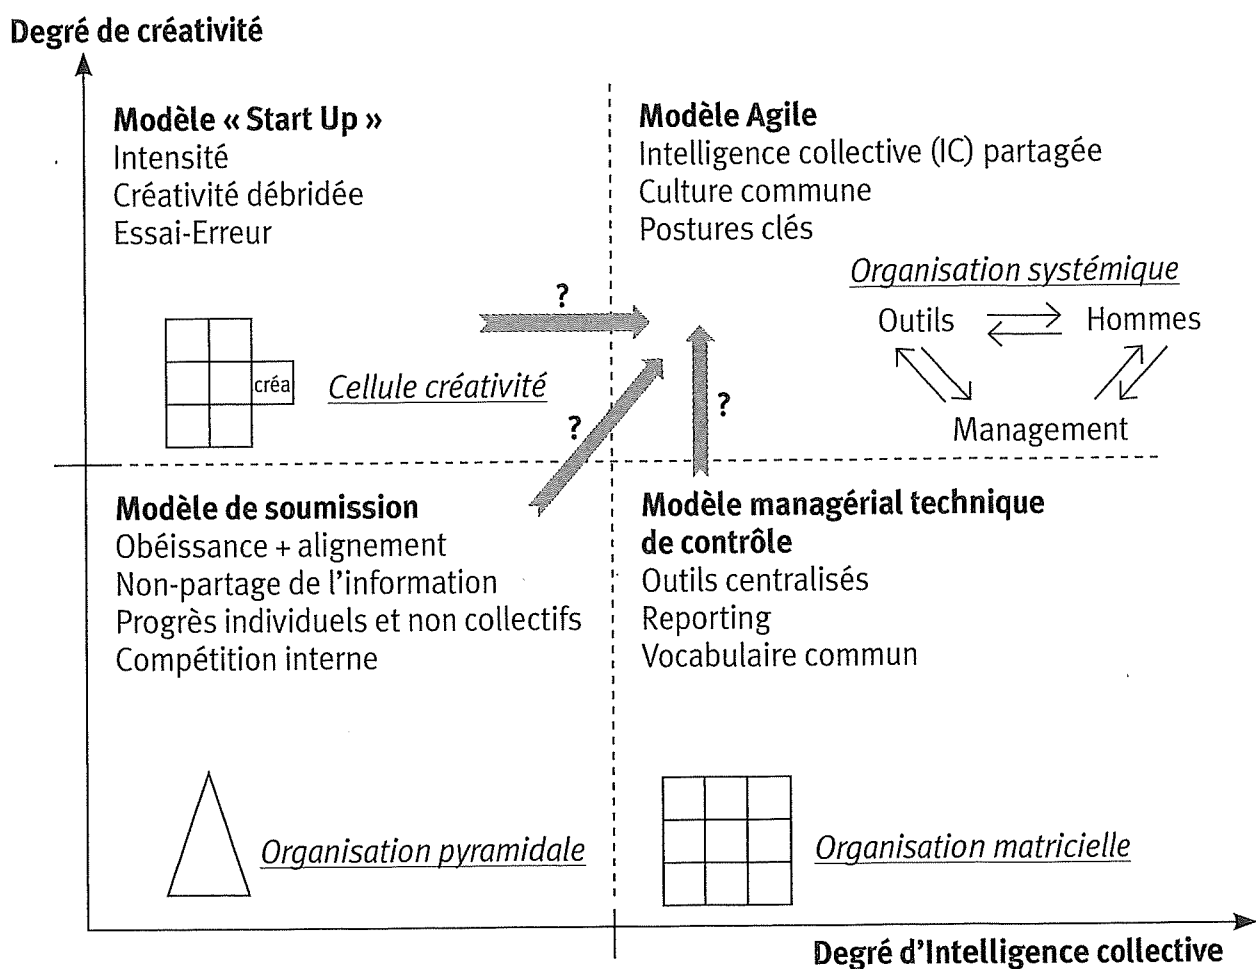 Degré de créativité
Modèle « Start Up »
Intensité
Créativité débridée
Essai-Erreur
?
créa
Cellule créativité
Modèle Agile
Intelligence collective (IC) partagée
Culture commune
Postures clés
Organisation systémique
Outils
Hommes
Management
?
?
Modèle de soumission
Obéissance + alignement
Non-partage de l'information
Progrès individuels et non collectifs
Compétition interne
Organisation pyramidale
Modèle managérial technique
de contrôle
Outils centralisés
Reporting
Vocabulaire commun
Organisation matricielle
Degré d'Intelligence collective